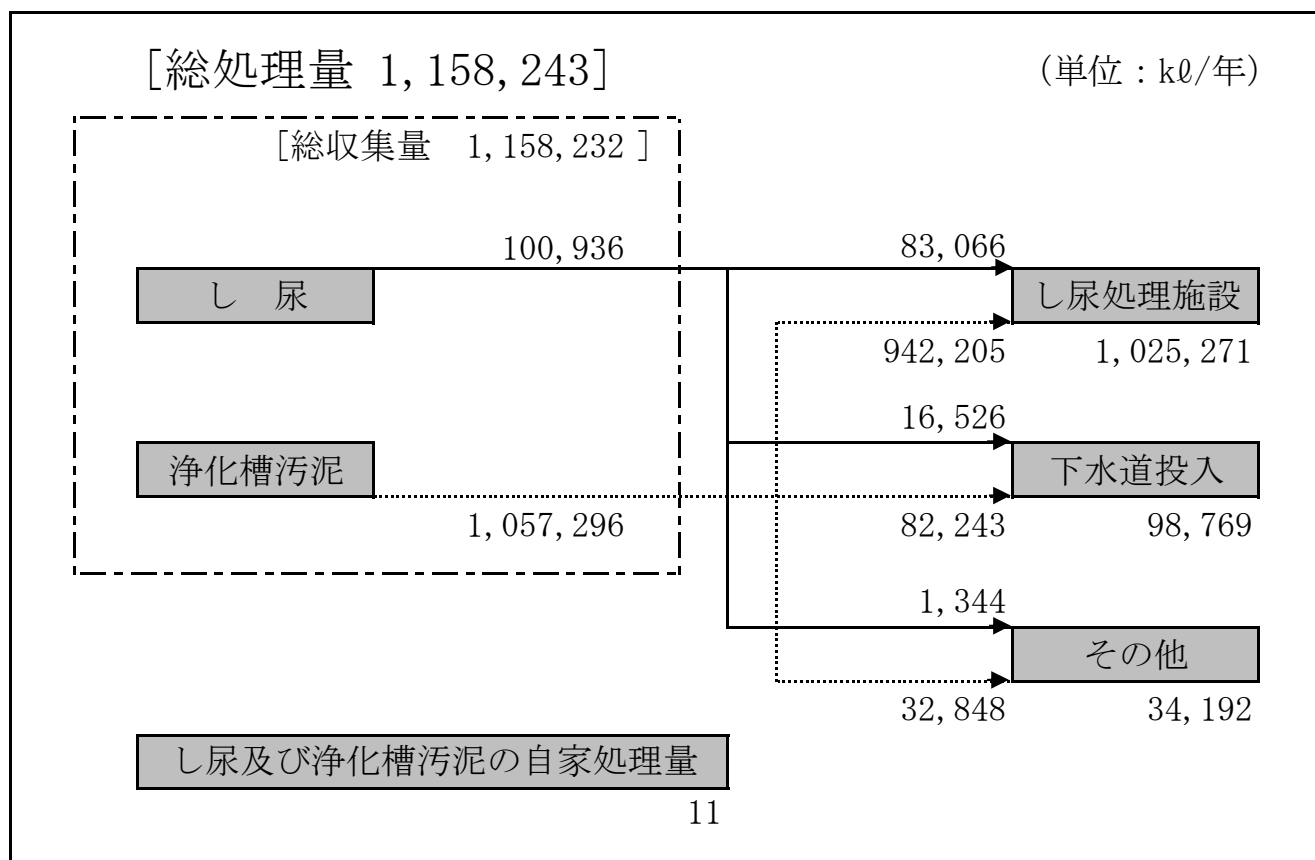 [総処理量 1,158,243]
(単位：kℓ/年)
[総収集量 1,158,232 ]
100,936
83,066
し 尿
し尿処理施設
942,205
1,025,271
16,526
浄化槽汚泥
下水道投入
1,057,296
82,243
98,769
1,344
その他
32,848
34,192
し尿及び浄化槽汚泥の自家処理量
11